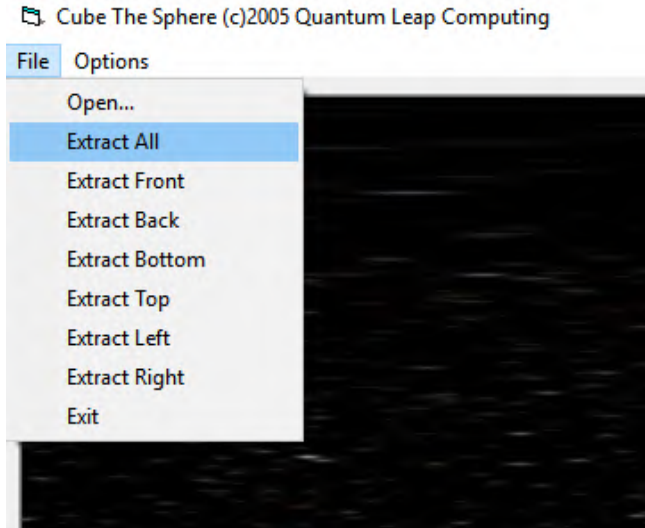 Cube The Sphere (c)2005 Quantum Leap Computing
File Options
Open...
Extract All
Extract Front
Extract Back
Extract Bottom
Extract Top
Extract Left
Extract Right
Exit